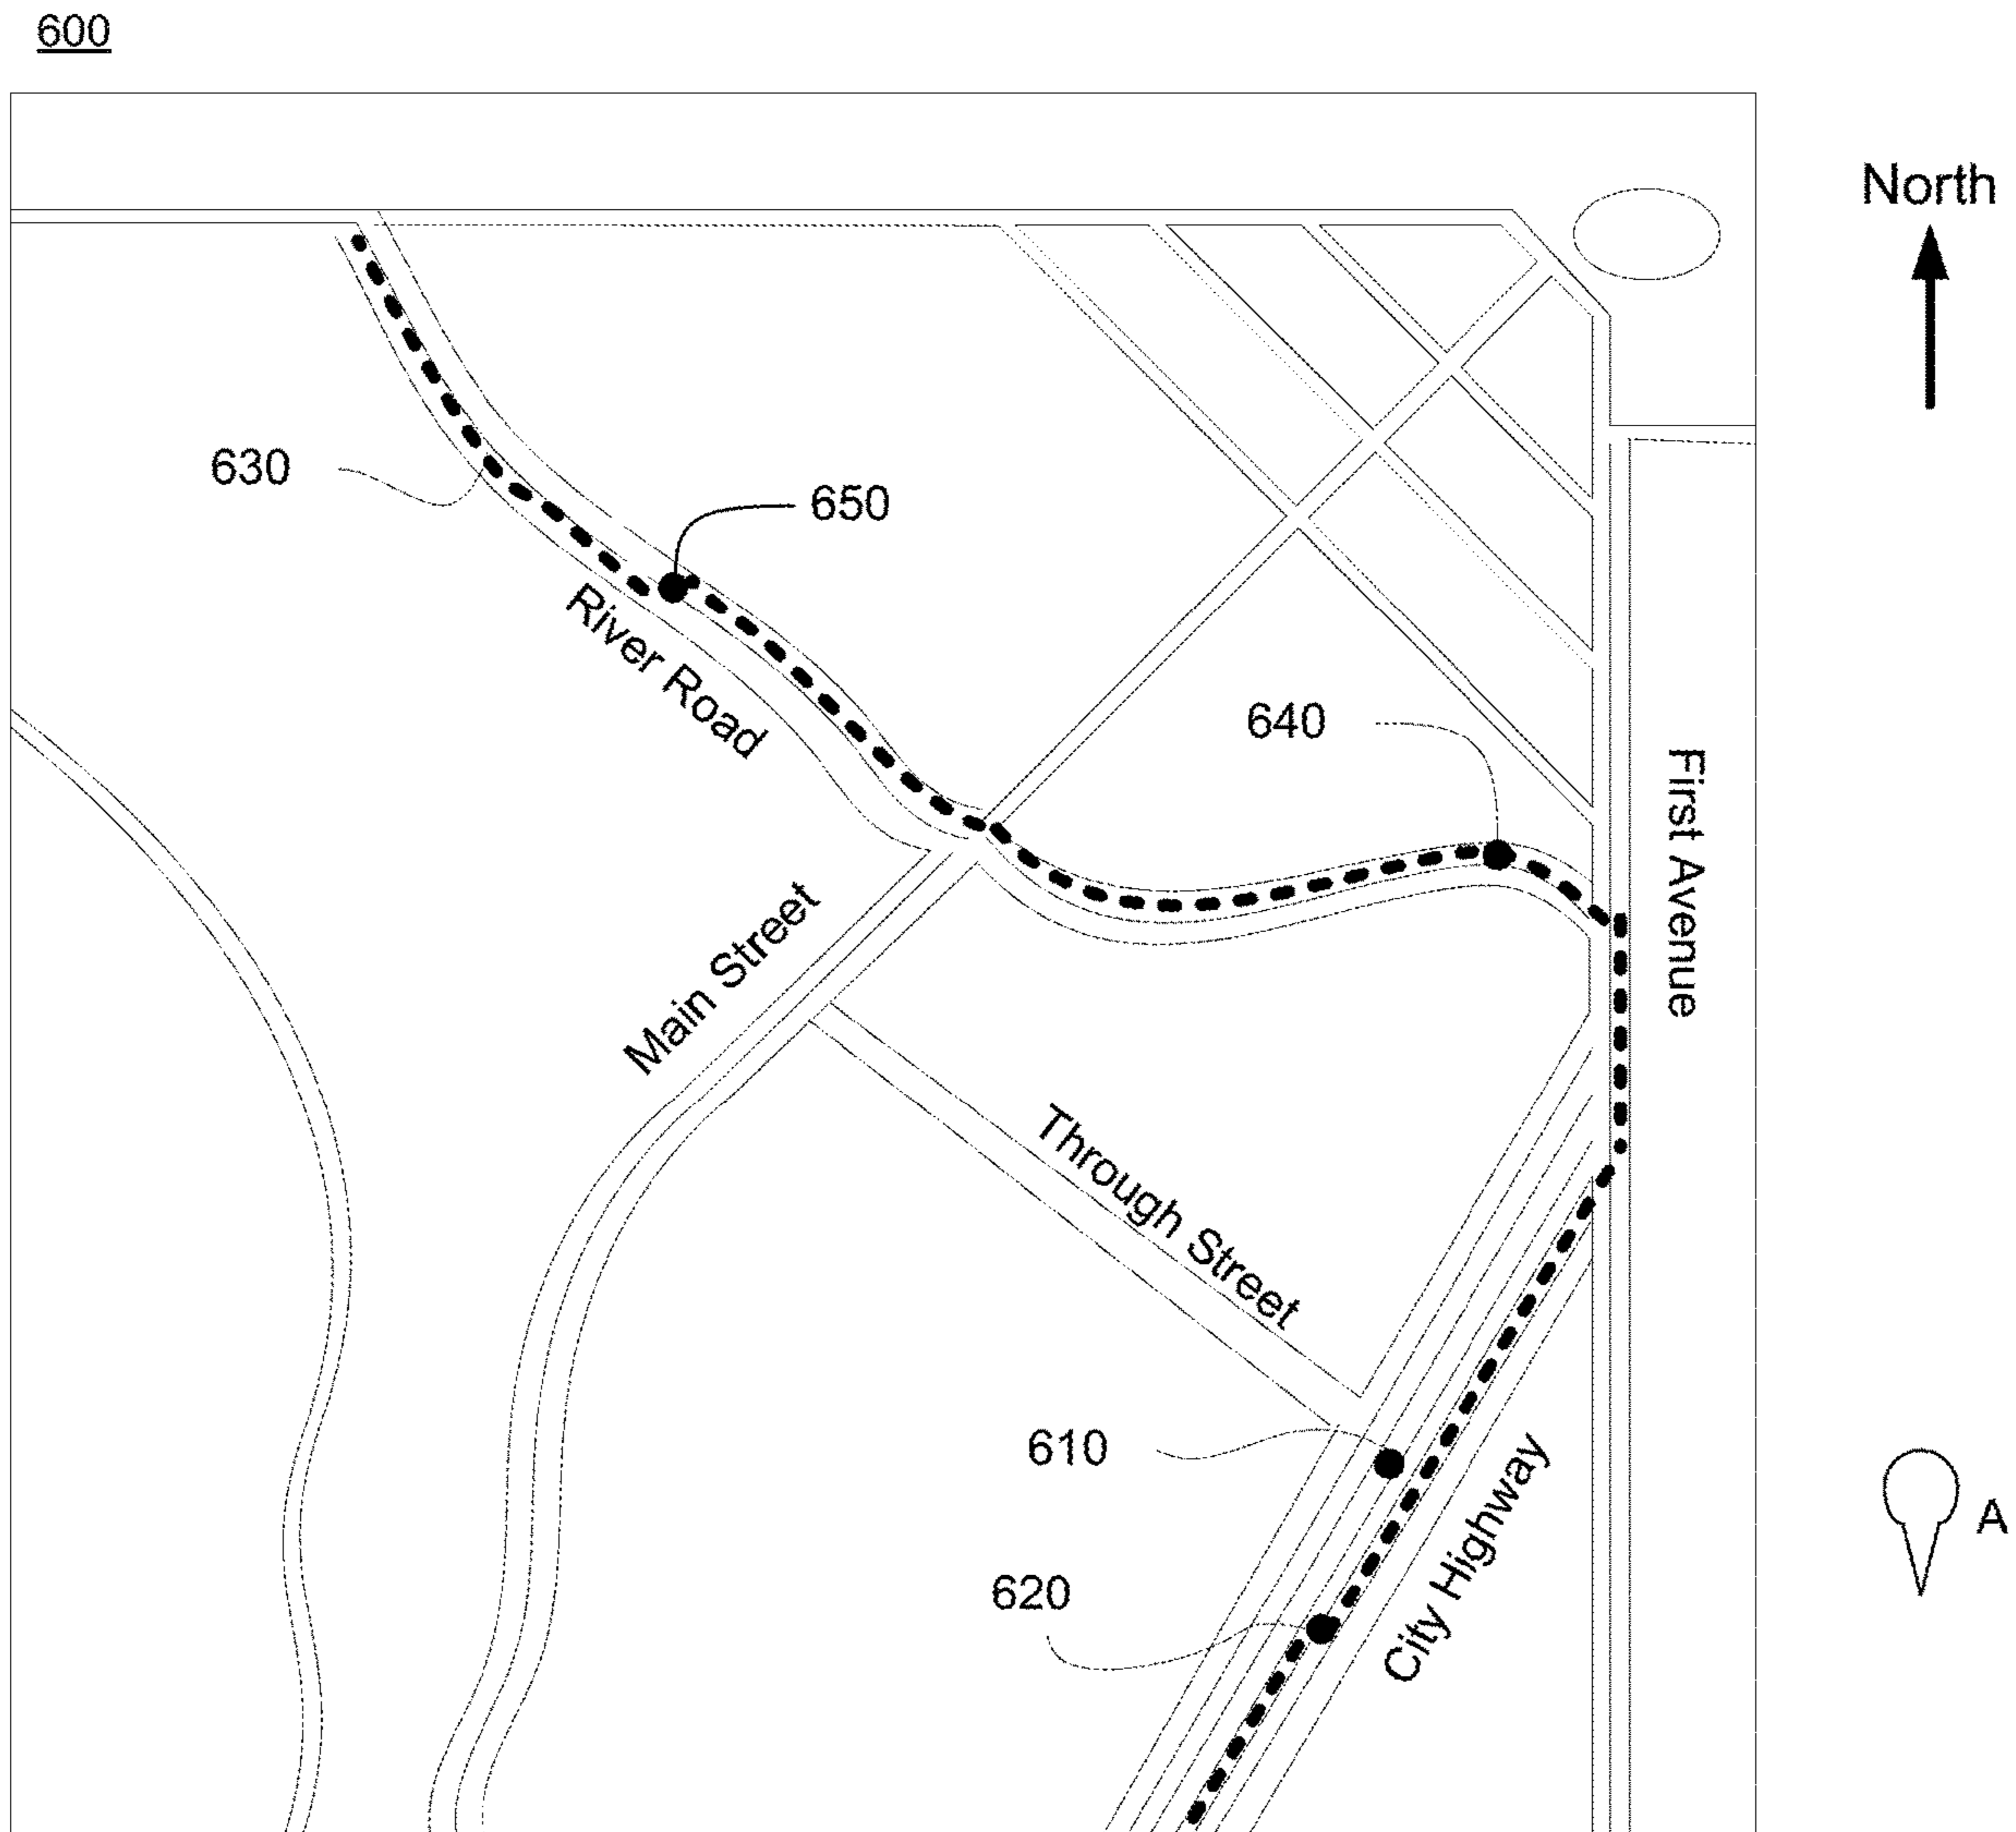 600
North
630
650
River Road
640
First Avenue
Main Street
Through Street
610
City Highway
620
A